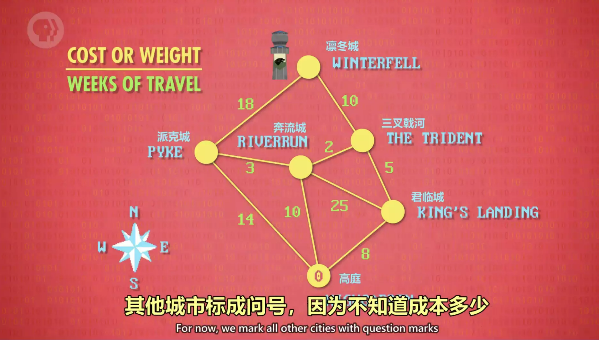 PBS
COST OR WEIGHT
WEEKS OF TRAVEL
凛冬城
WINTERFELL
18
10
三叉戟河
THE TRIDENT
派克城
PYKE
奔流城
RIVERRUN
2
3
5
14
10
25
君临城
KING'S LANDING
8
N
W
E
S
0
高庭
其他城市标成问号，因为不知道成本多少
For now, we mark all other cities with question marks